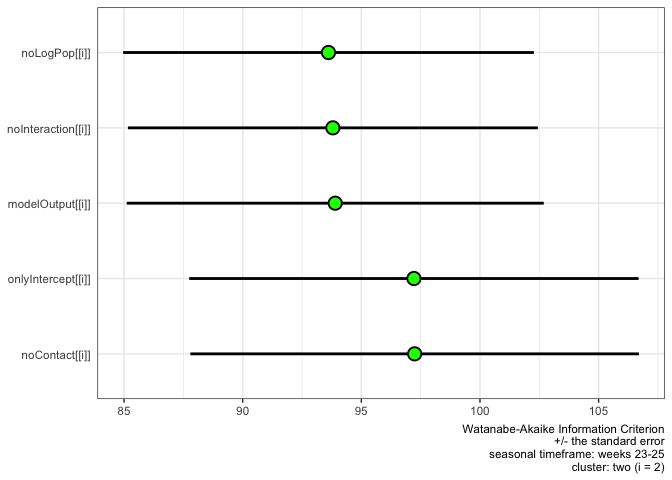 noLogPop[[i]]
noInteraction[[i]]
modelOutput[[i]]
onlyIntercept[[i]]
noContact[[i]]
85 90 95 100 105
Watanabe-Akaike Information Criterion
+/- the standard error
seasonal timeframe: weeks 23-25
cluster: two (i = 2)